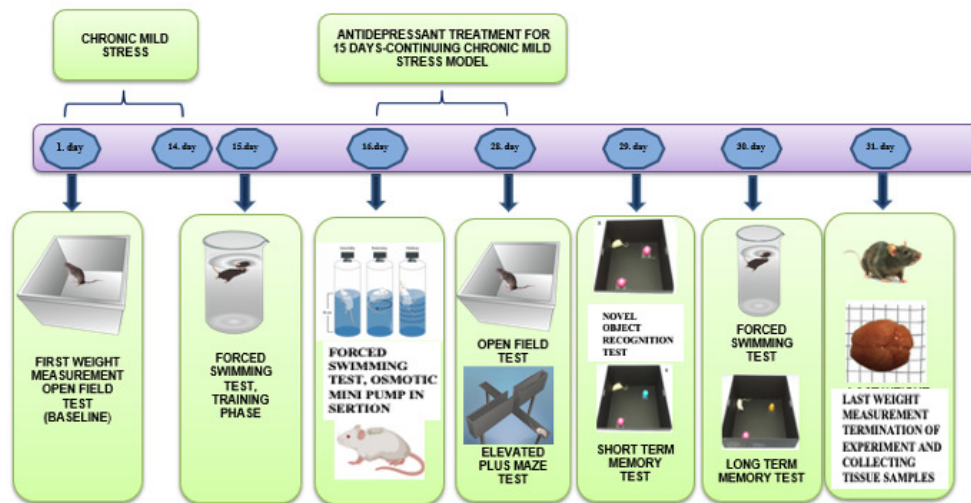 CHRONIC MILD
STRESS
ANTIDEPRESSANT TREATMENT FOR
15 DAYS-CONTINUING CHRONIC MILD
STRESS MODEL
1. day
14. day
15.day
16.day
28. day
29. day
30. day
31. day
FIRST WEIGHT
MEASUREMENT
OPEN FIELD
TEST
(BASELINE)
FORCED
SWIMMING
TEST,
TRAINING
PHASE
FORCED
SWIMMING
TEST, OSMOTIC
MINI PUMP IN
SERTION
OPEN FIELD
TEST
ELEVATED
PLUS MAZE
TEST
NOVEL
OBJECT
RECOGNITION
TEST
SHORT TERM
MEMORY TEST
FORCED
SWIMMING
TEST
LONG TERM
MEMORY TEST
LAST WEIGHT
MEASUREMENT
TERMINATION OF
EXPERIMENT AND
COLLECTING
TISSUE SAMPLES